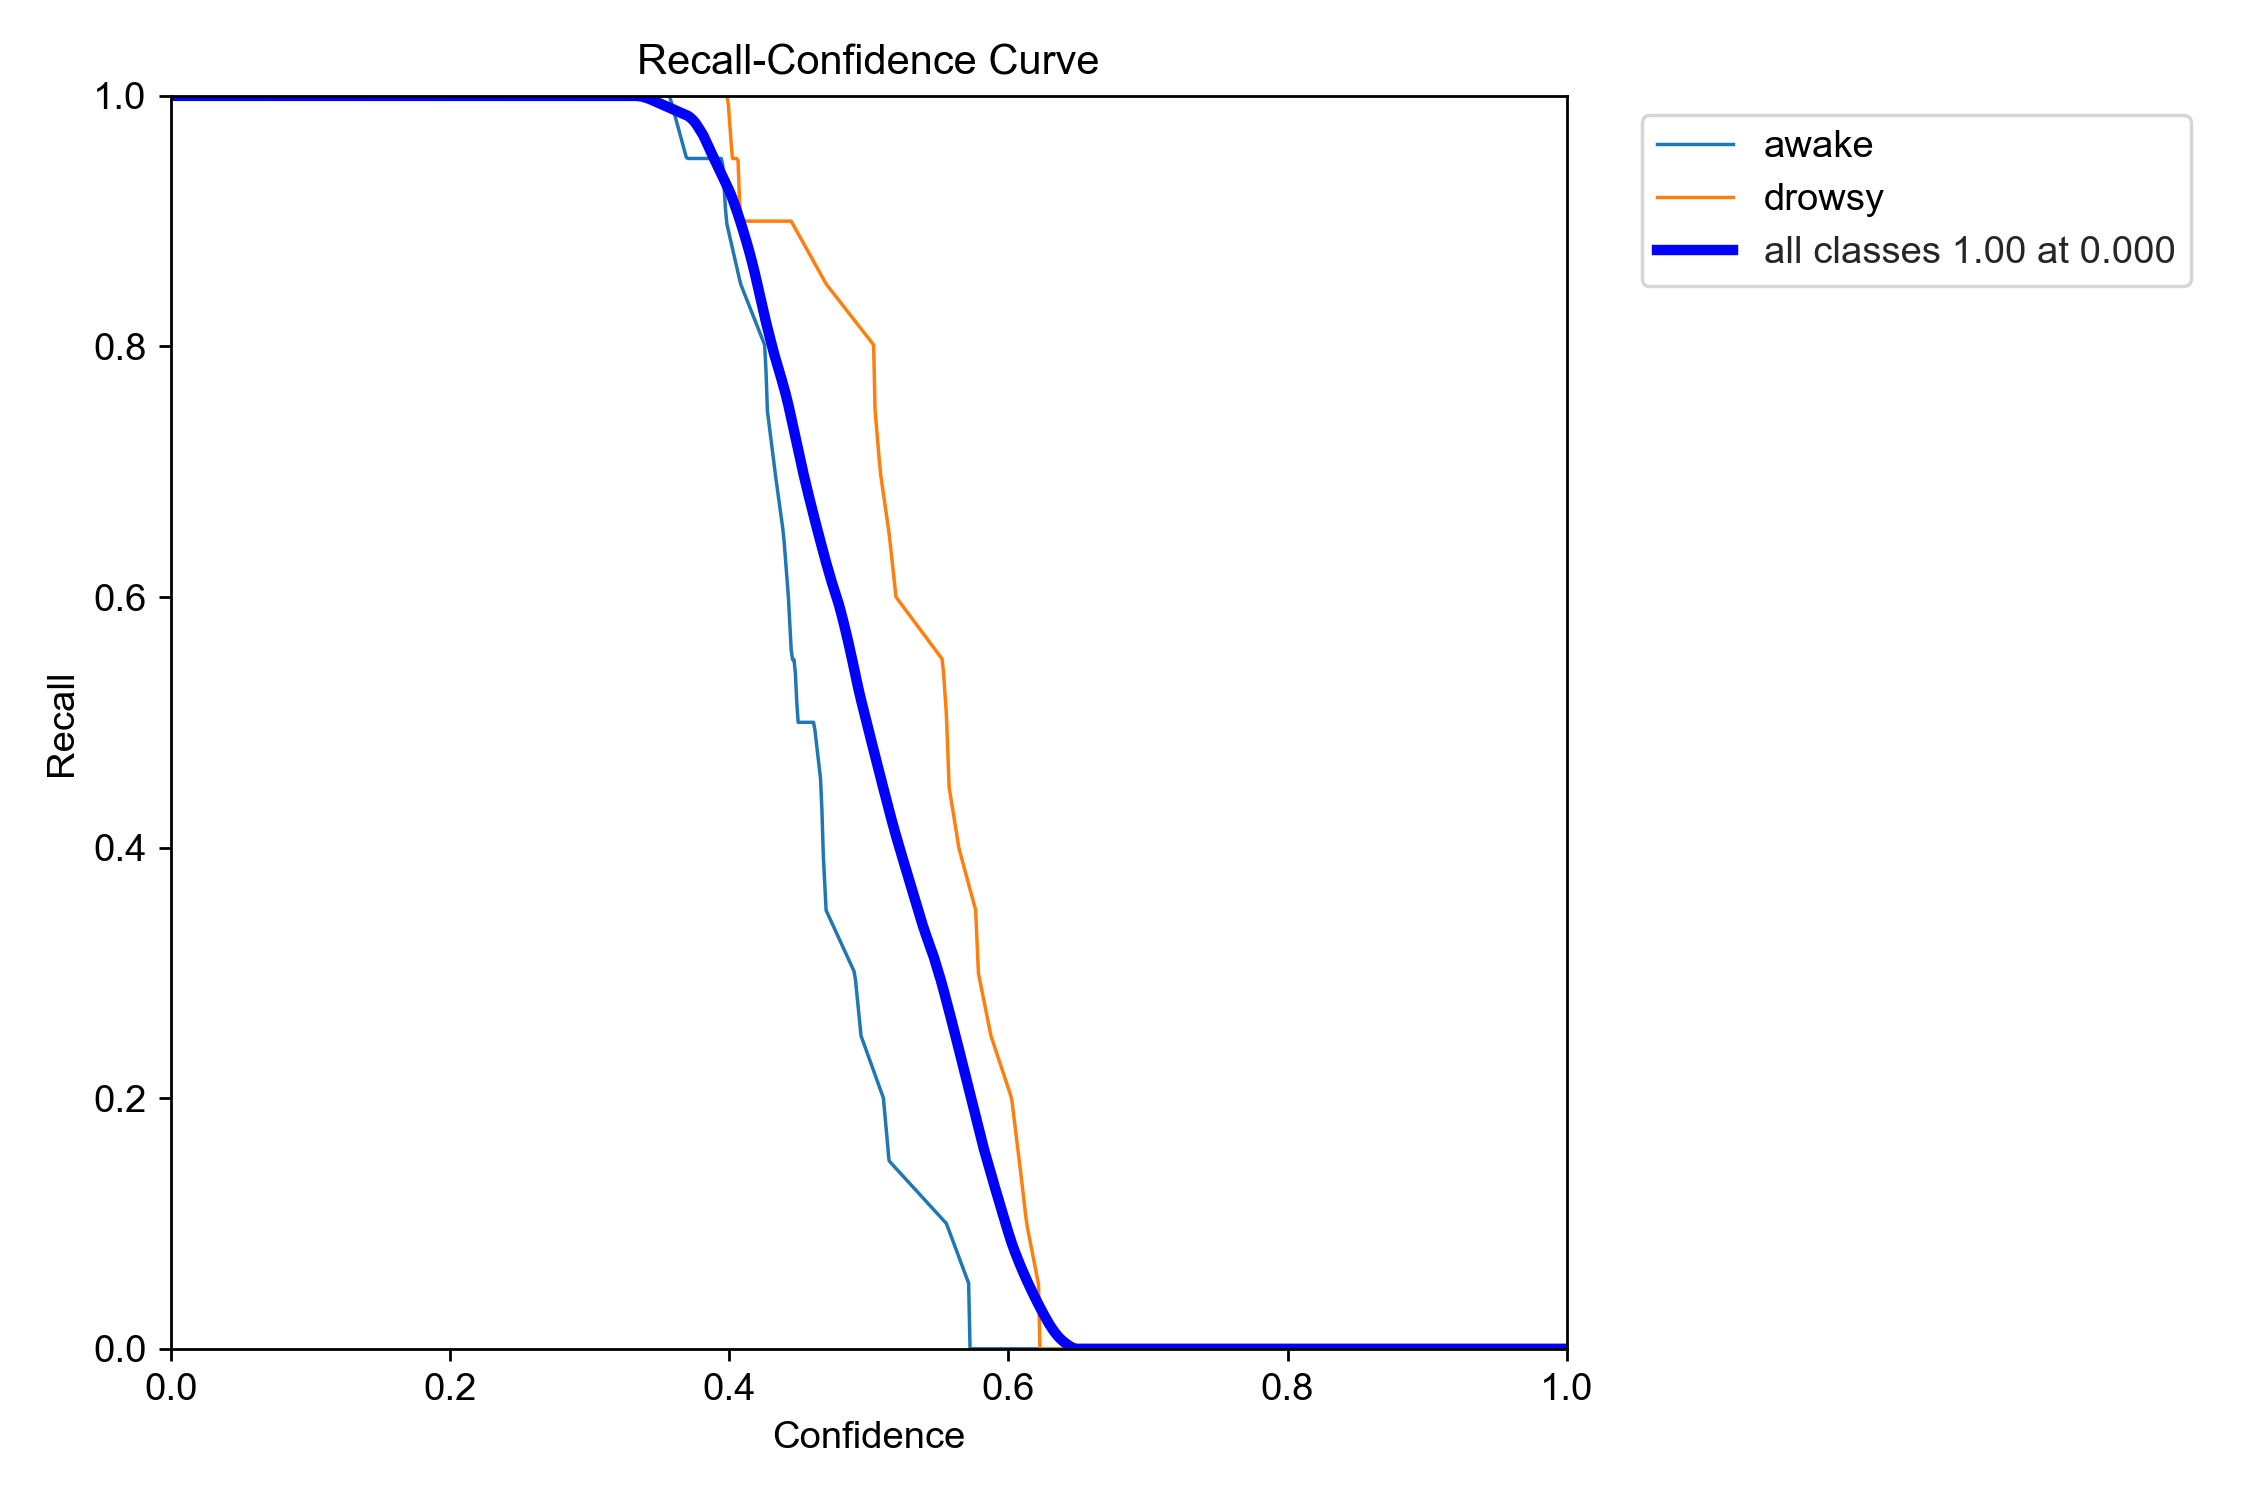 Recall-Confidence Curve
1.0
0.8
0.6
0.4
0.2
0.0
Recall
0.0 0.2 0.4 0.6 0.8 1.0
Confidence
awake
drowsy
all classes 1.00 at 0.000